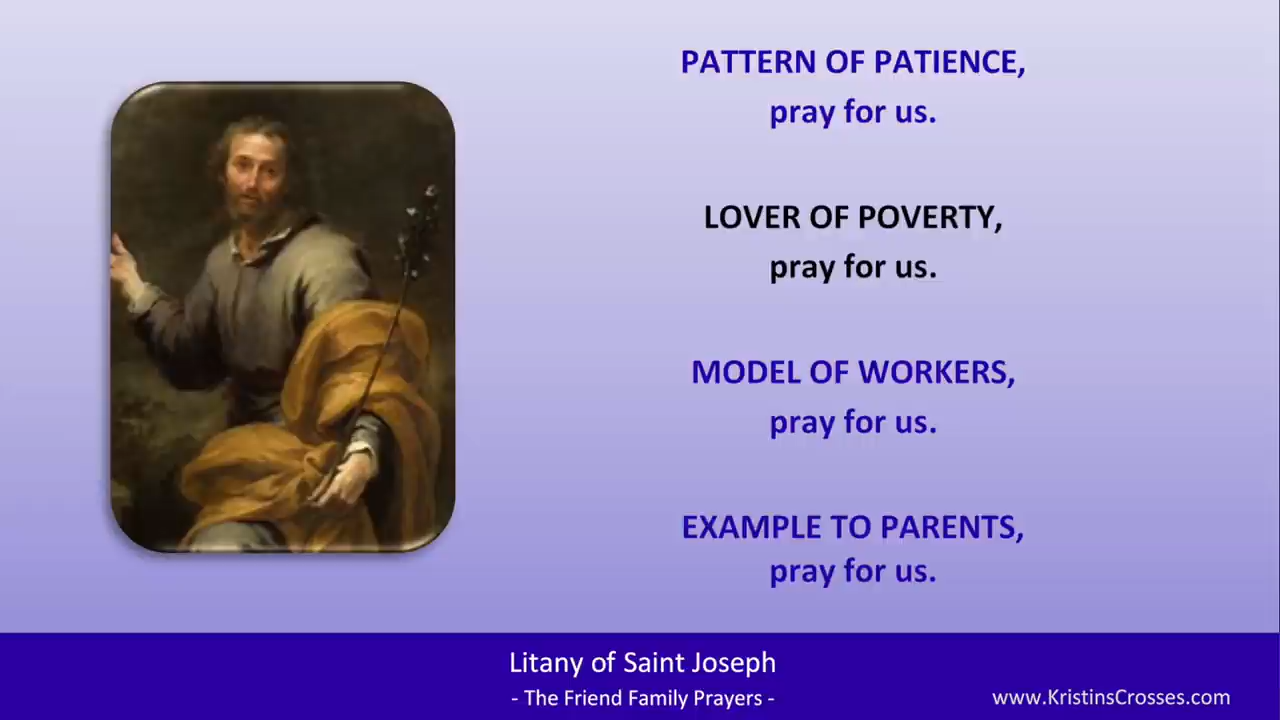 PATTERN OF PATIENCE,
pray for us.
LOVER OF POVERTY,
pray for us.
MODEL OF WORKERS,
pray for us.
EXAMPLE TO PARENTS,
pray for us.
Litany of Saint Joseph
- The Friend Family Prayers -
www.KristinsCrosses.com